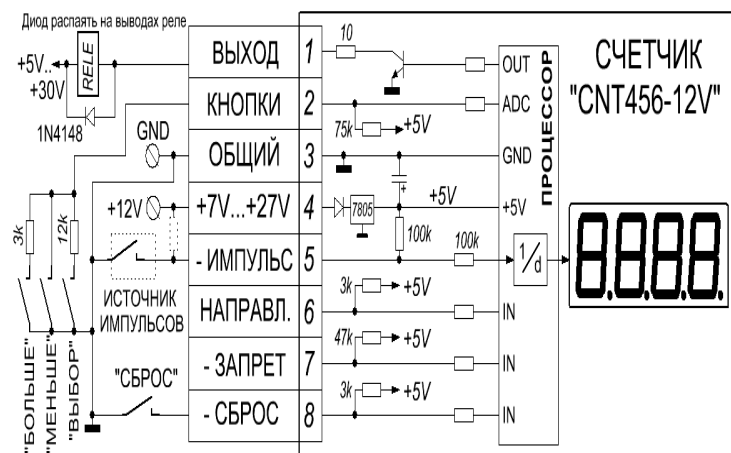 Диод распаять на выводах реле
+5V..
+30V
RELE
1N4148
GND
+12V
3k
12k
ИСТОЧНИК
ИМПУЛЬСОВ
"БОЛЬШЕ"
"МЕНЬШЕ"
"ВЫБОР"
"СБРОС"
ВЫХОД 1
КНОПКИ 2
ОБЩИЙ 3
+7V...+27V 4
- ИМПУЛЬС 5
НАПРАВЛ. 6
- ЗАПРЕТ 7
- СБРОС 8
10
75k +5V
+
7805
+5V
100k
100k
3k +5V
47k +5V
3k +5V
OUT
ADC
GND
+5V
1/d
IN
IN
IN
ПРОЦЕССОР
СЧЕТЧИК
"CNT456-12V"
8.8.8.8